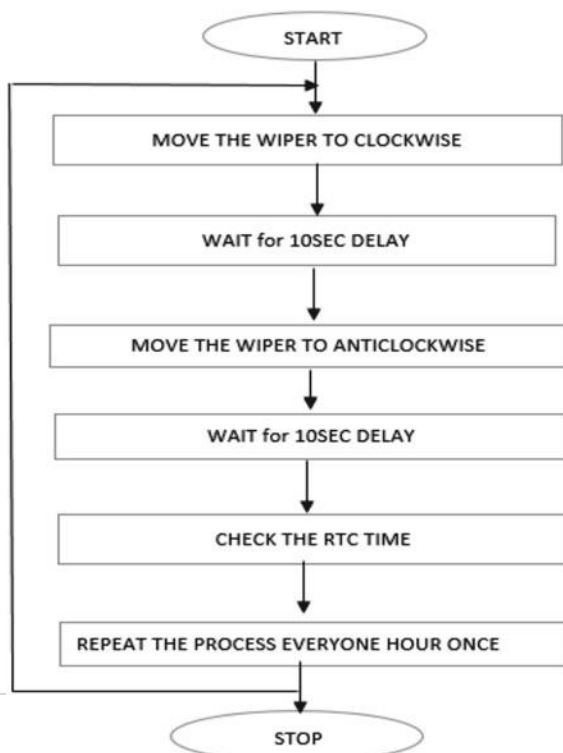 START
MOVE THE WIPER TO CLOCKWISE
WAIT for 10SEC DELAY
MOVE THE WIPER TO ANTICLOCKWISE
WAIT for 10SEC DELAY
CHECK THE RTC TIME
REPEAT THE PROCESS EVERYONE HOUR ONCE
STOP